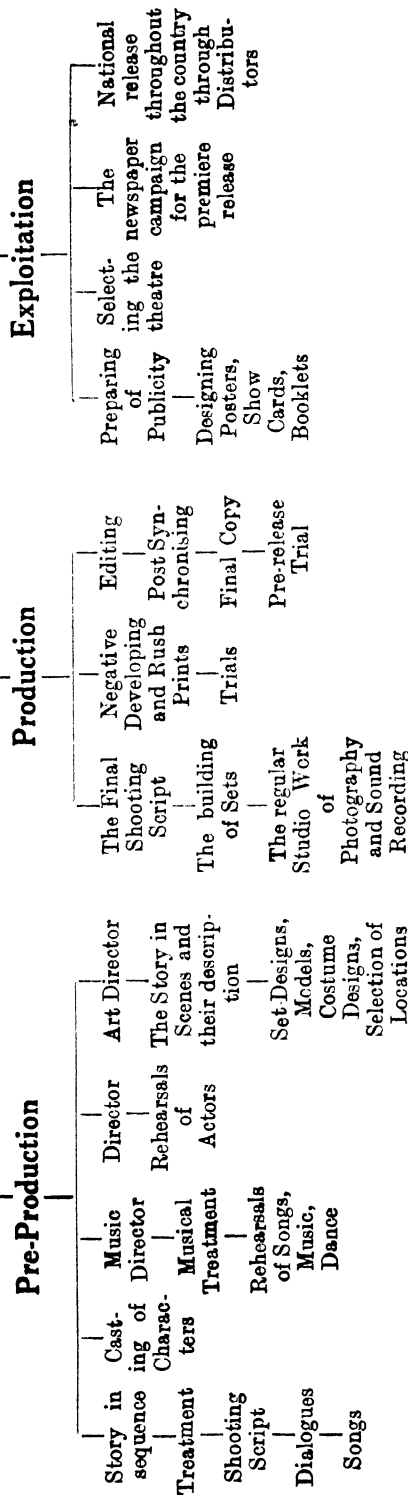 Pre-Production
Story in
sequence
Treatment
Shooting
Script
Dialogues
Songs
Cast-
ing of
Charac-
ters
Music
Director
Musical
Treatment
Rehearsals
of Songs,
Music,
Dance
Director
Rehearsals
of
Actors
Art Director
The Story in
Scenes and
their descrip-
tion
Set-Designs,
Models,
Costume
Designs,
Selection of
Locations
Production
The Final
Shooting
Script
The building
of Sets
The regular
Studio Work
of
Photography
and Sound
Recording
Negative
Developing
and Rush
Prints
Trials
Editing
Post Syn-
chronising
Final Copy
Pre-release
Trial
Exploitation
Preparing
of
Publicity
Designing
Posters,
Show
Cards,
Booklets
Select-
ing the
theatre
The
newspaper
campaign
for the
premiere
release
National
release
throughout
the country
through
Distribu-
tors